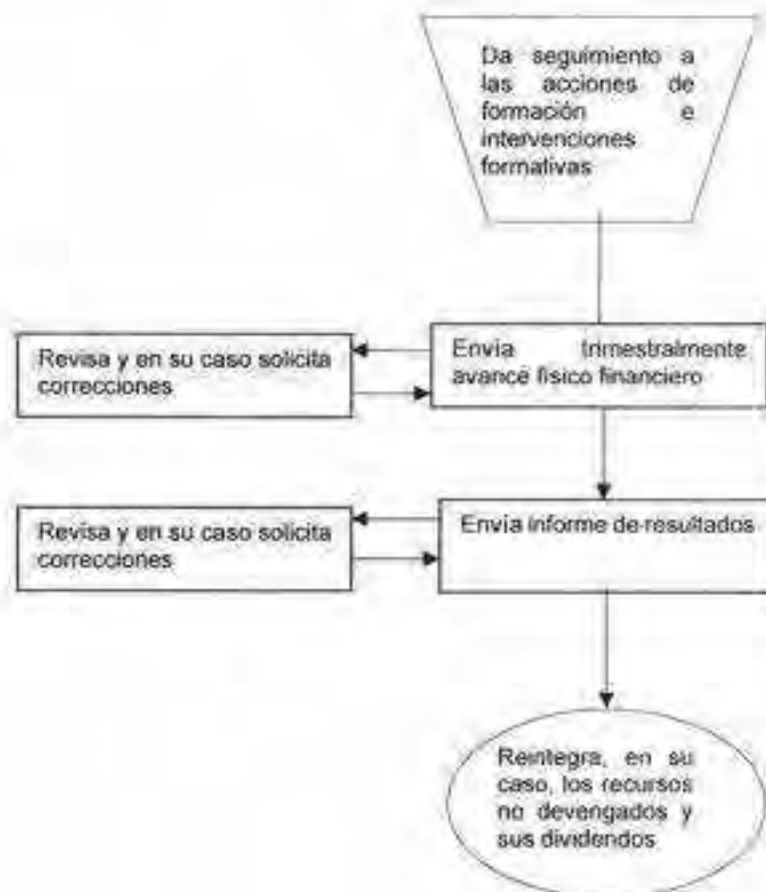 Da seguimiento a
las acciones de
formación e
intervenciones
formativas
Revisa y en su caso solicita
correcciones
Envía trimestralmente
avance físico financiero
Revisa y en su caso solicita
correcciones
Envía informe de resultados
Reintegra, en su
caso, los recursos
no devengados y
sus dividendos